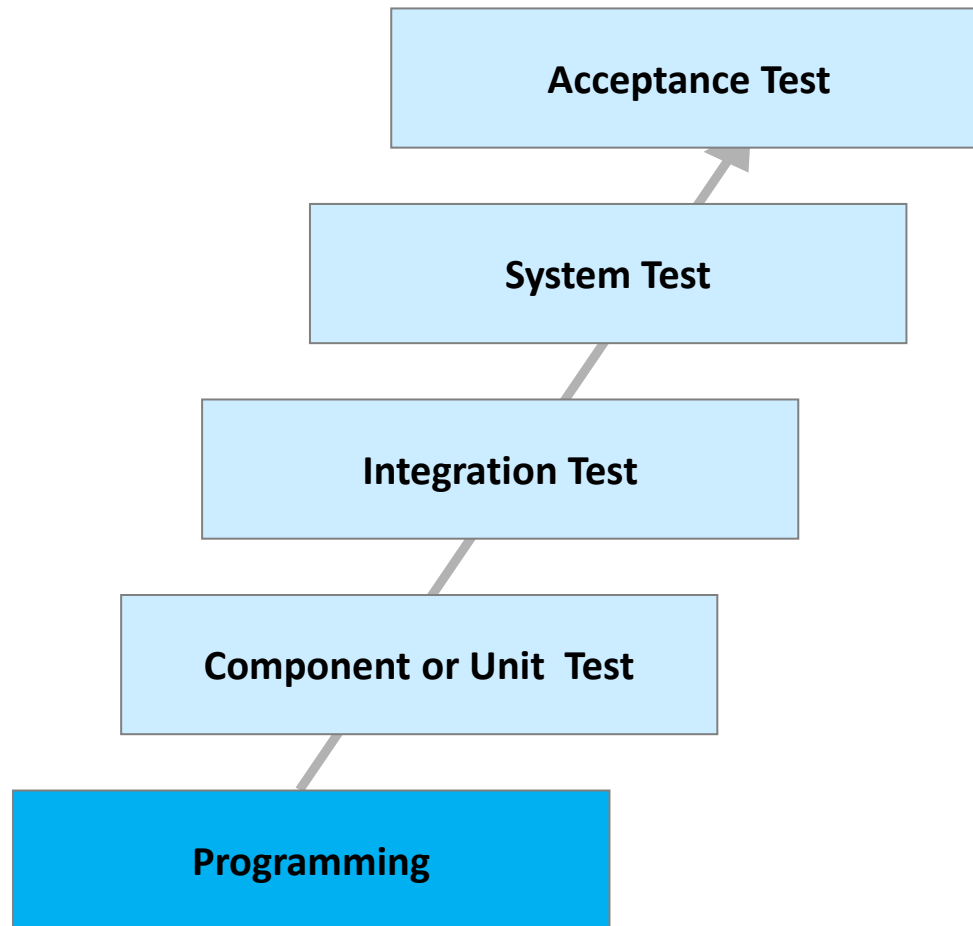 Acceptance Test
System Test
Integration Test
Component or Unit  Test
Programming